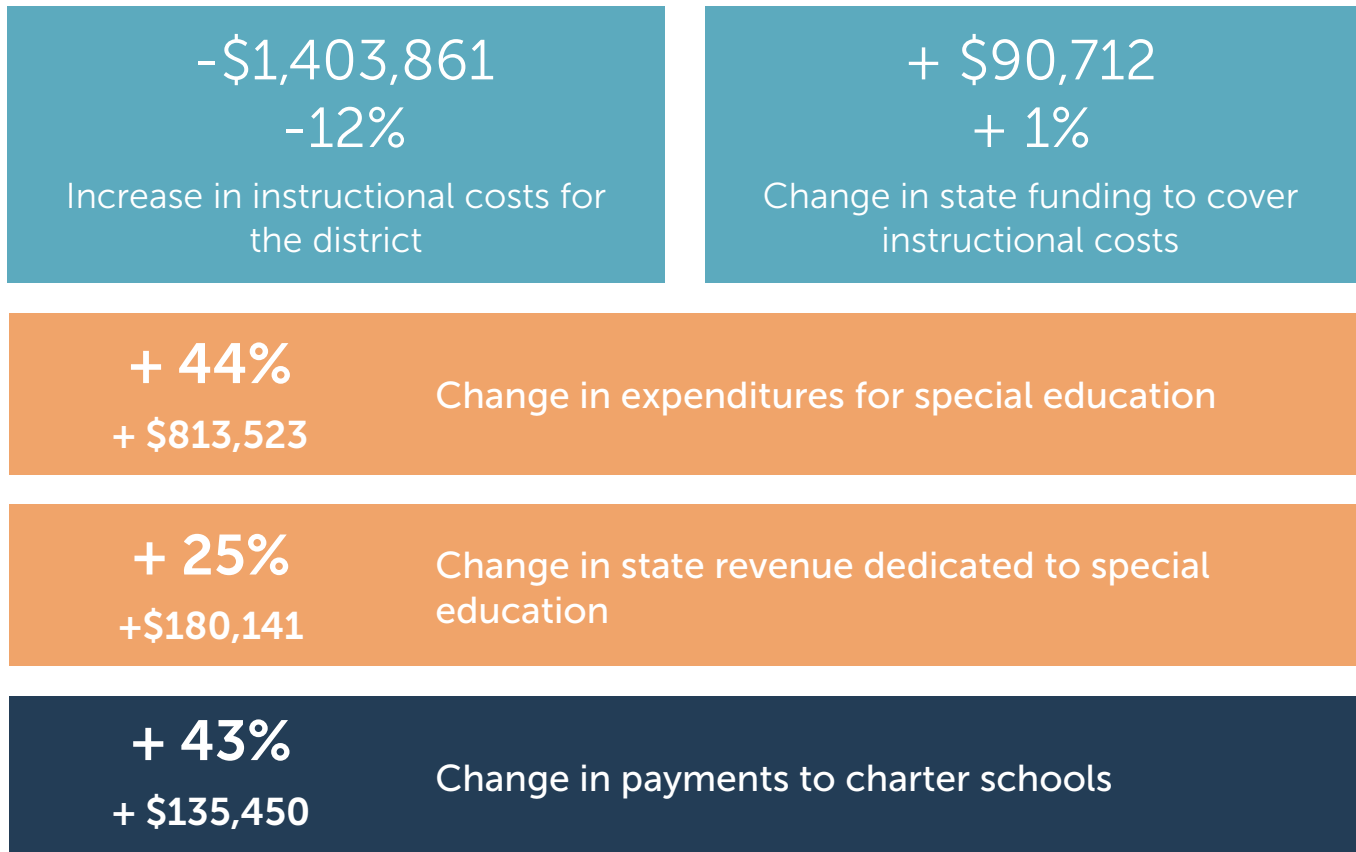 -$1,403,861
-12%
Increase in instructional costs for
the district
+ $90,712
+ 1%
Change in state funding to cover
instructional costs
+ 44%
+ $813,523
Change in expenditures for special education
+ 25%
+$180,141
Change in state revenue dedicated to special
education
+ 43%
+ $135,450
Change in payments to charter schools